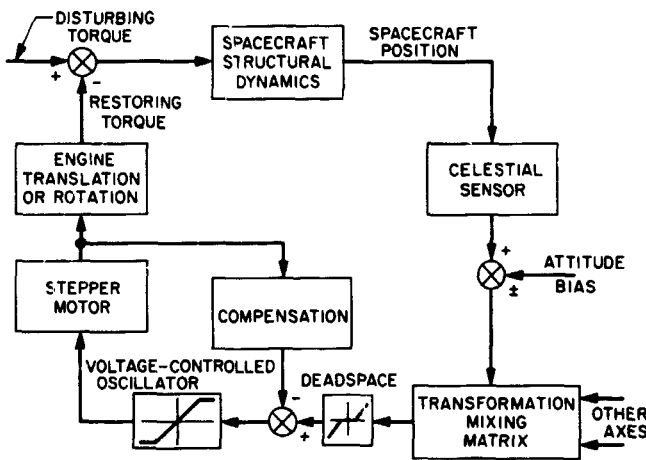 DISTURBING
TORQUE
+
-
RESTORING
TORQUE
SPACECRAFT
STRUCTURAL
DYNAMICS
SPACECRAFT
POSITION
CELESTIAL
SENSOR
+
±
ATTITUDE
BIAS
ENGINE
TRANSLATION
OR ROTATION
STEPPER
MOTOR
COMPENSATION
VOLTAGE-CONTROLLED
OSCILLATOR
-
+
DEADSPACE
TRANSFORMATION
MIXING
MATRIX
OTHER
AXES